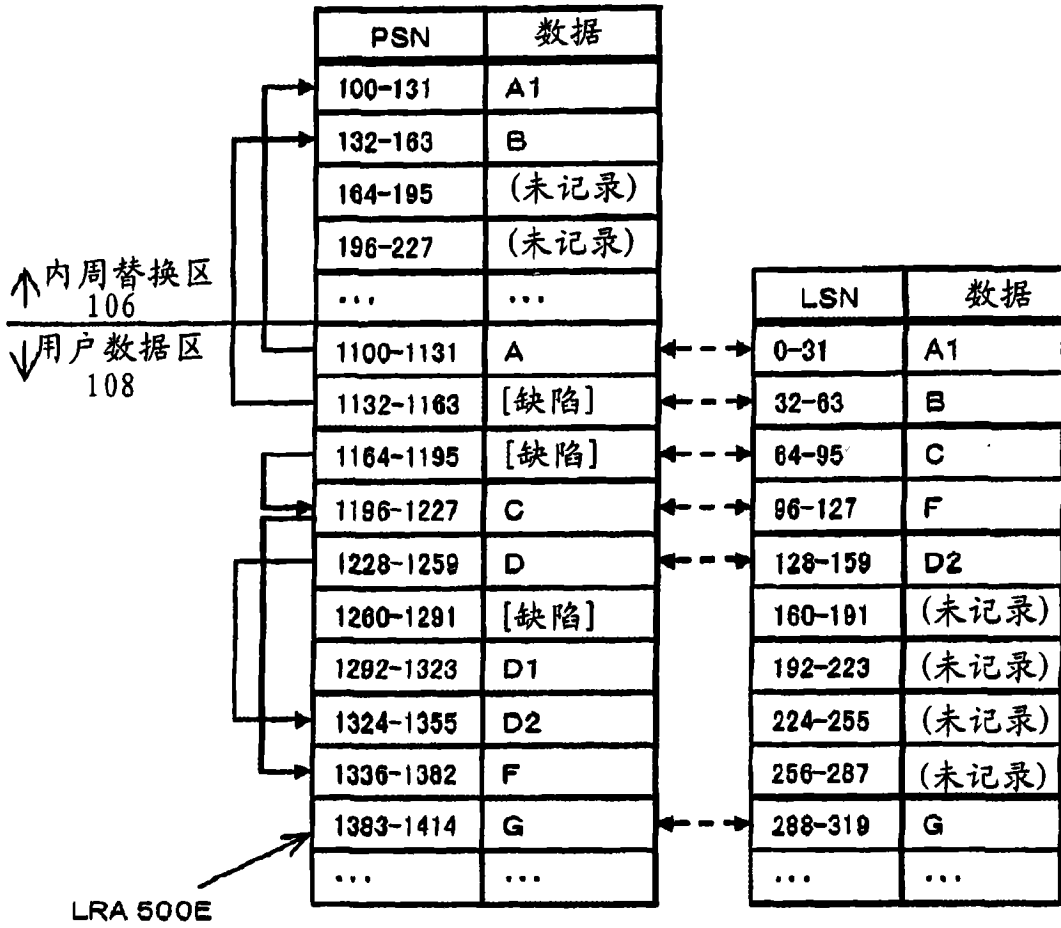 PSN 数据
100-131 A1
132-163 B
164-195 (未记录)
196-227 (未记录)
... ...
内周替换区
106
用户数据区
108
1100-1131 A
1132-1163 [缺陷]
1164-1195 [缺陷]
1196-1227 C
1228-1259 D
1260-1291 [缺陷]
1292-1323 D1
1324-1355 D2
1336-1382 F
1383-1414 G
... ...
LRA 500E
LSN 数据
0-31 A1
32-63 B
64-95 C
96-127 F
128-159 D2
160-191 (未记录)
192-223 (未记录)
224-255 (未记录)
256-287 (未记录)
288-319 G
... ...